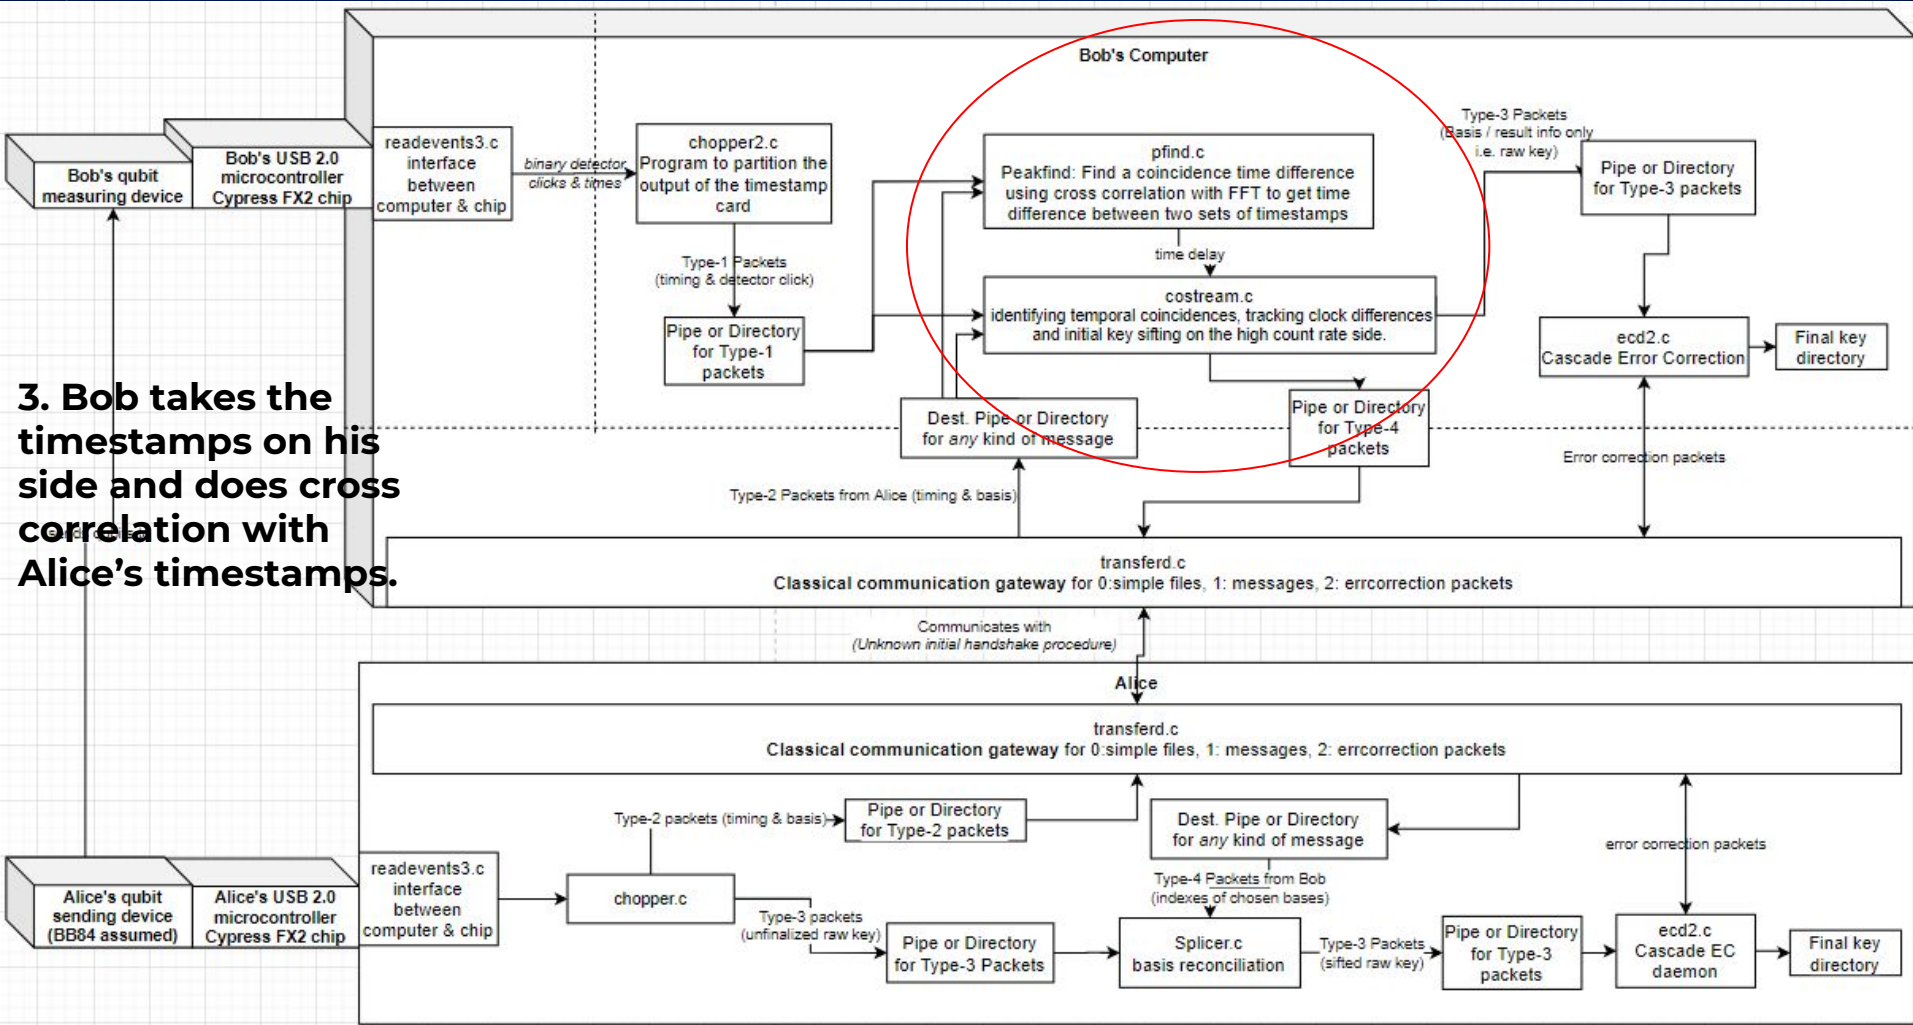 Bob's Computer
Bob's qubit
measuring device
Bob's USB 2.0
microcontroller
Cypress FX2 chip
readevents3.c
interface
between
computer & chip
binary detector
clicks & times
chopper2.c
Program to partition the
output of the timestamp
card
Type-1 Packets
(timing & detector click)
Pipe or Directory
for Type-1
packets
pfind.c
Peakfind: Find a coincidence time difference
using cross correlation with FFT to get time
difference between two sets of timestamps
time delay
costream.c
identifying temporal coincidences, tracking clock differences
and initial key sifting on the high count rate side.
Type-3 Packets
(Basis / result info only
i.e. raw key)
Pipe or Directory
for Type-3 packets
ecd2.c
Cascade Error Correction
Final key
directory
Dest. Pipe or Directory
for any kind of message
Pipe or Directory
for Type-4
packets
Type-2 Packets from Alice (timing & basis)
Error correction packets
3. Bob takes the
timestamps on his
side and does cross
correlation with
Alice’s timestamps.
transferd.c
Classical communication gateway for 0:simple files, 1: messages, 2: errcorrection packets
Communicates with
(Unknown initial handshake procedure)
Alice
transferd.c
Classical communication gateway for 0:simple files, 1: messages, 2: errcorrection packets
Alice's qubit
sending device
(BB84 assumed)
Alice's USB 2.0
microcontroller
Cypress FX2 chip
readevents3.c
interface
between
computer & chip
chopper.c
Type-2 packets (timing & basis)
Pipe or Directory
for Type-2 packets
Type-3 packets
(unfinalized raw key)
Pipe or Directory
for Type-3 Packets
Dest. Pipe or Directory
for any kind of message
Type-4 Packets from Bob
(indexes of chosen bases)
Splicer.c
basis reconciliation
Type-3 Packets
(sifted raw key)
Pipe or Directory
for Type-3
packets
error correction packets
ecd2.c
Cascade EC
daemon
Final key
directory